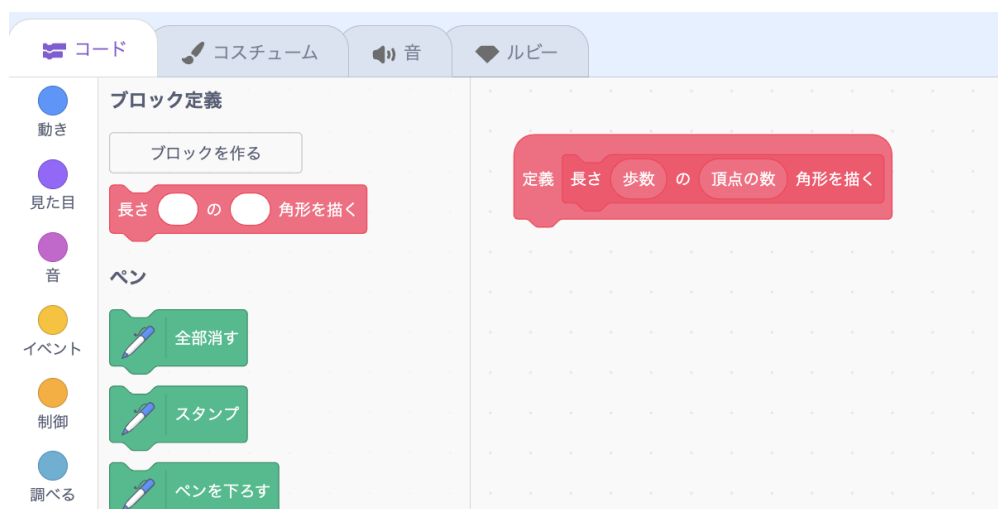 コード コスチューム 音 ルビー
動き
見た目
音
イベント
制御
調べる
ブロック定義
ブロックを作る
長さ の 角形を描く
ペン
全部消す
スタンプ
ペンを下ろす
定義 長さ 歩数 の 頂点の数 角形を描く